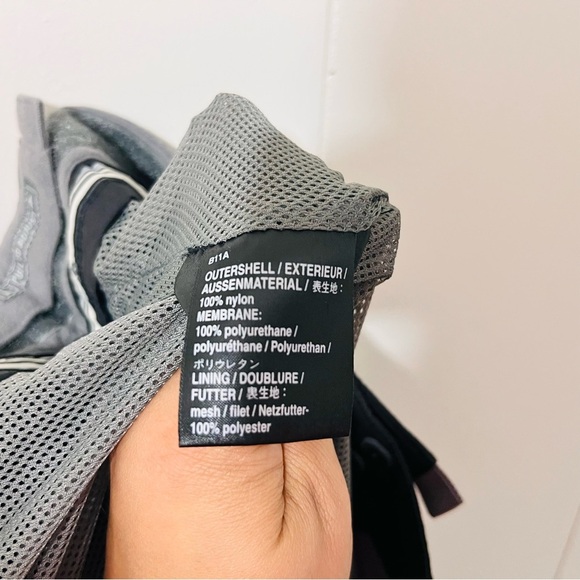 B11A
OUTERSHELL / EXTERIEUR /
AUSSENMATERIAL / 表生地 :
100% nylon
MEMBRANE:
100% polyurethane /
polyuréthane / Polyurethan /
ポリウレタン
LINING / DOUBLURE /
FUTTER / 表生地 :
mesh / filet / Netzfutter-
100% polyester